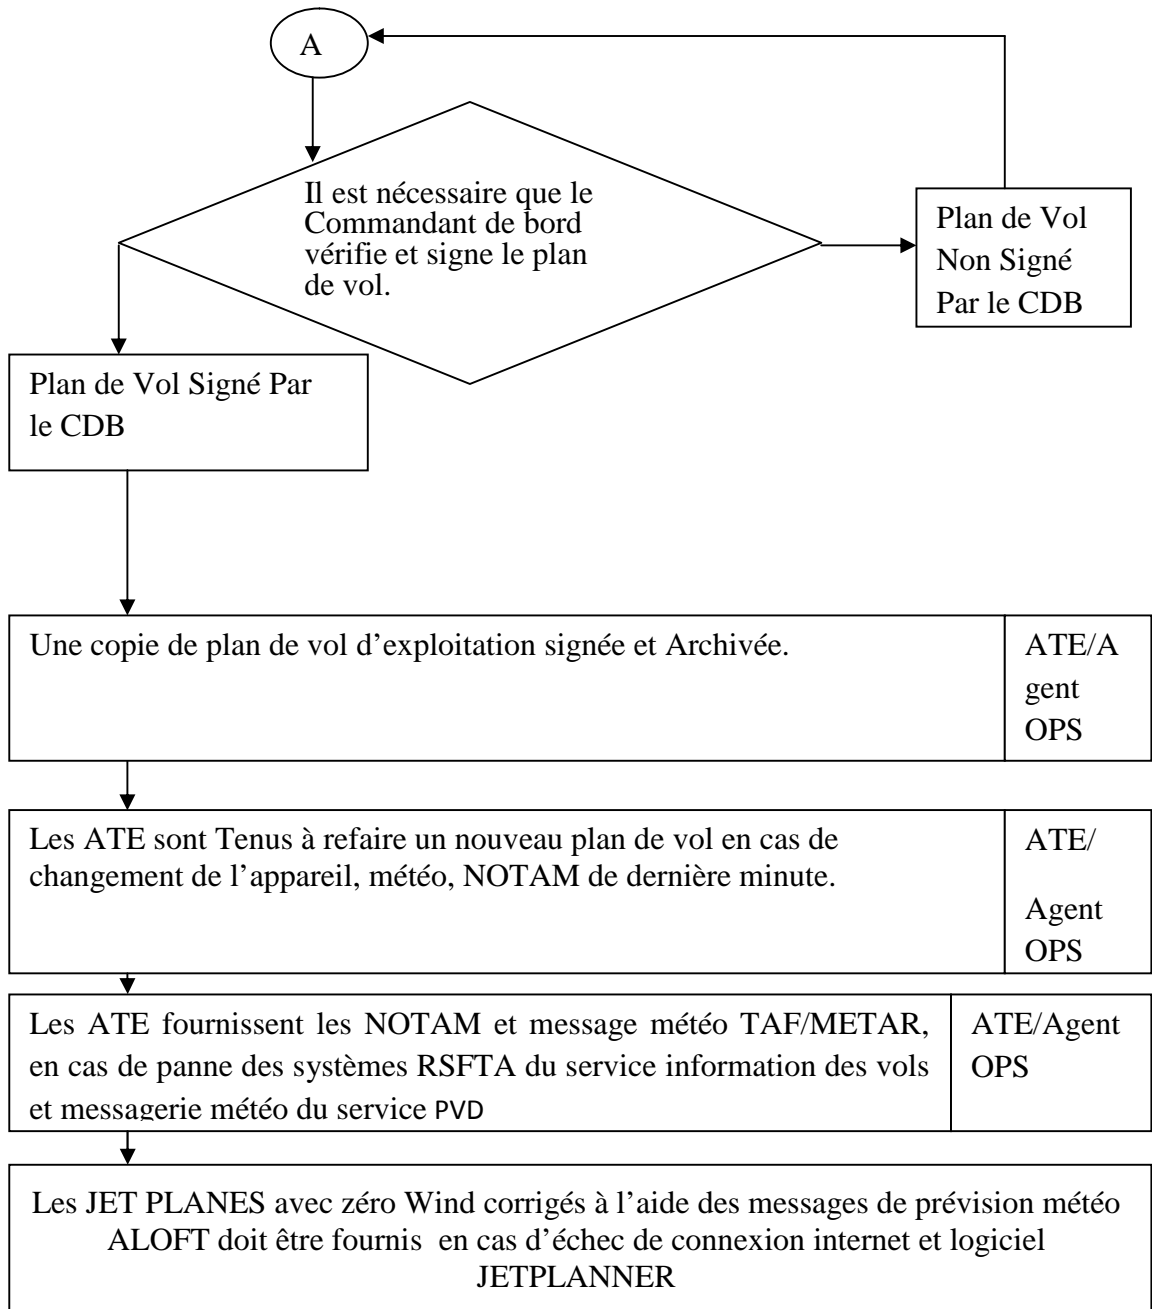 A
Il est nécessaire que le
Commandant de bord
vérifie et signe le plan
de vol.
Plan de Vol
Non Signé
Par le CDB
Plan de Vol Signé Par
le CDB
Une copie de plan de vol d’exploitation signée et Archivée.
ATE/A
gent
OPS
Les ATE sont Tenus à refaire un nouveau plan de vol en cas de
changement de l’appareil, météo, NOTAM de dernière minute.
ATE/
Agent
OPS
Les ATE fournissent les NOTAM et message météo TAF/METAR,
en cas de panne des systèmes RSFTA du service information des vols
et messagerie météo du service PVD
ATE/Agent
OPS
Les JET PLANES avec zéro Wind corrigés à l’aide des messages de prévision météo
ALOFT doit être fournis en cas d’échec de connexion internet et logiciel
JETPLANNER